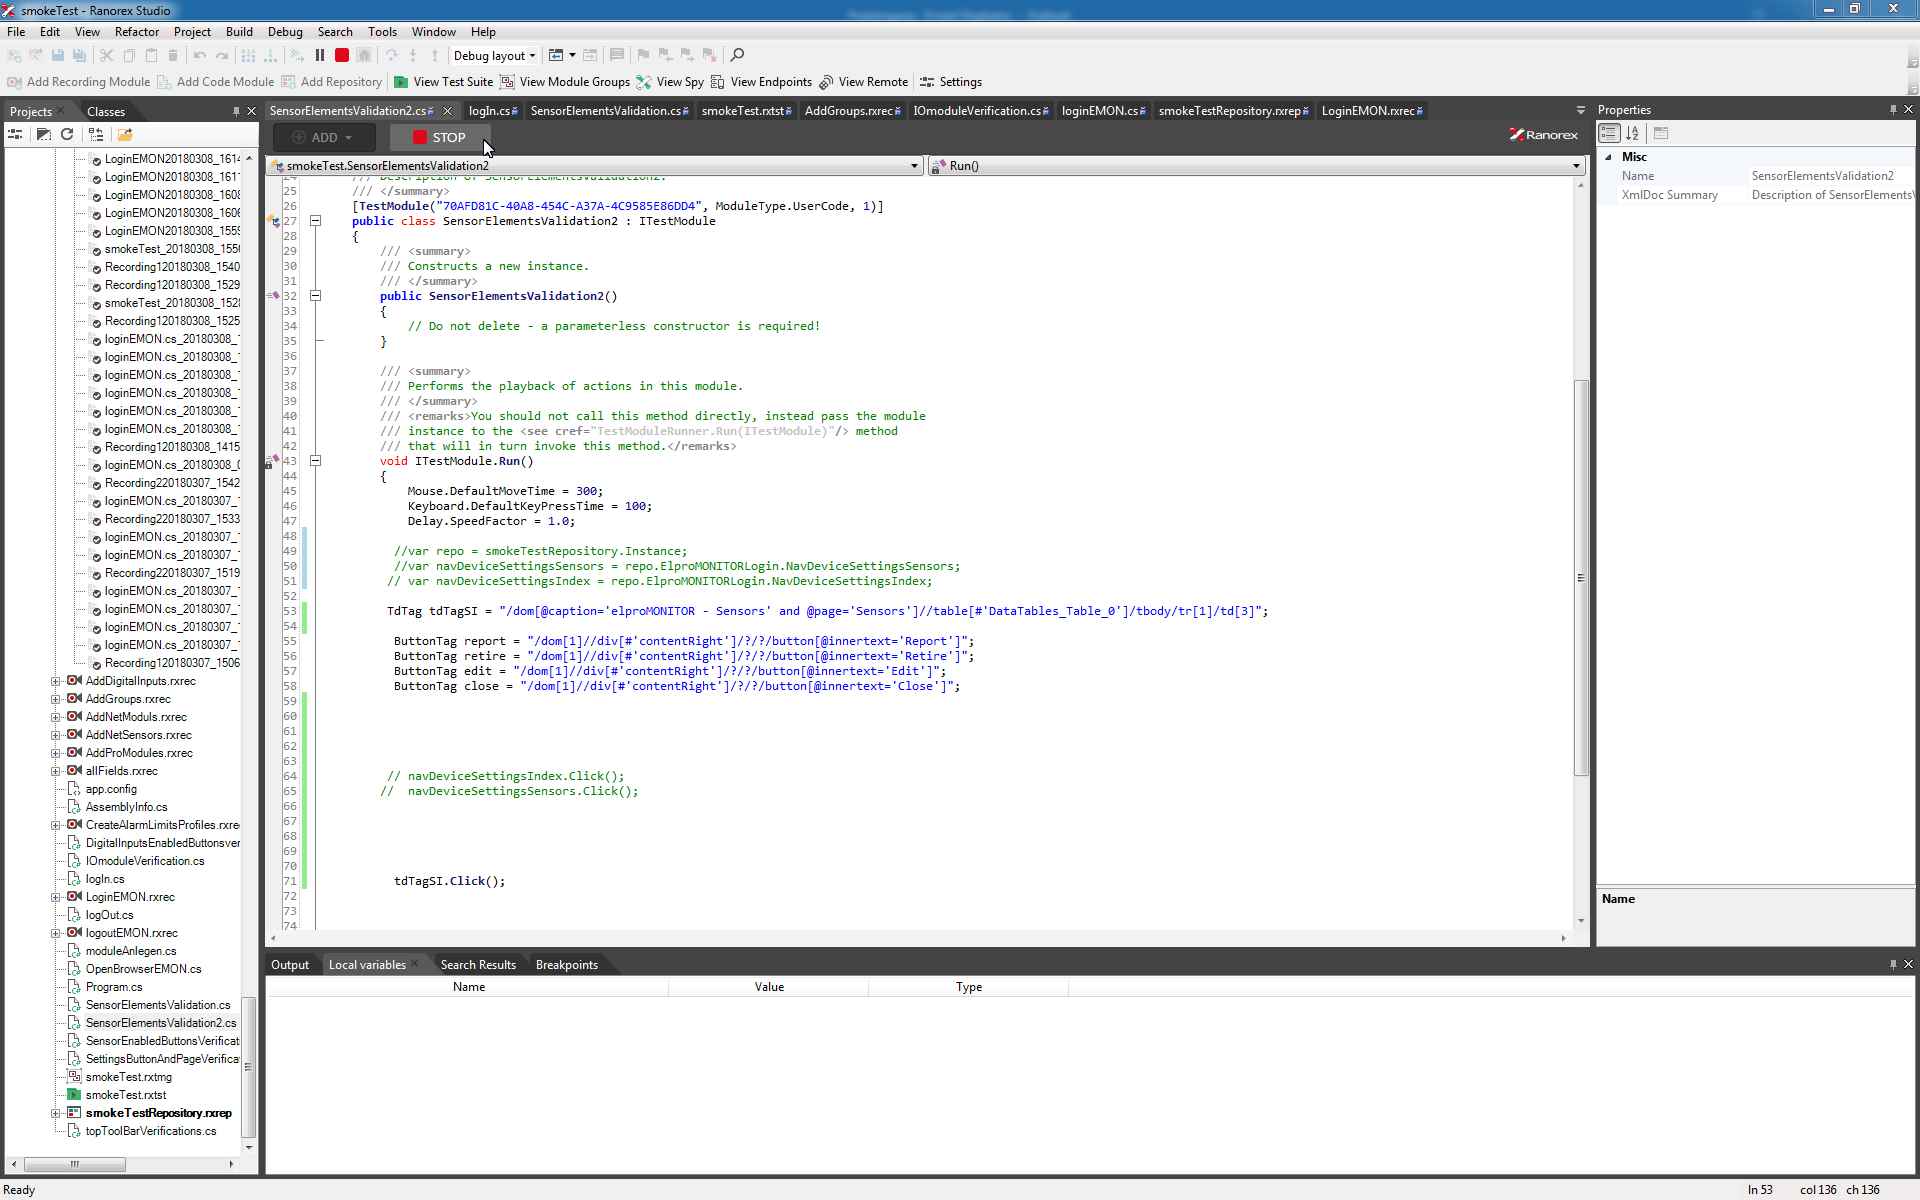 smokeTest - Ranorex Studio
File Edit View Refactor Project Build Debug Search Tools Window Help
Debug layout
Add Recording Module Add Code Module Add Repository View Test Suite View Module Groups View Spy View Endpoints View Remote Settings
Projects Classes
SensorElementsValidation2.cs logIn.cs SensorElementsValidation.cs smokeTest.rxtst AddGroups.rxrec IOmoduleVerification.cs loginEMON.cs smokeTestRepository.rxrep LoginEMON.rxrec
ADD STOP Ranorex
smokeTest.SensorElementsValidation2 Run()
LoginEMON20180308_1614
LoginEMON20180308_1611
LoginEMON20180308_1608
LoginEMON20180308_1606
LoginEMON20180308_1559
smokeTest_20180308_155
Recording120180308_1540
Recording120180308_1529
smokeTest_20180308_152
Recording120180308_1525
loginEMON.cs_20180308_
loginEMON.cs_20180308_
loginEMON.cs_20180308_
loginEMON.cs_20180308_
loginEMON.cs_20180308_
loginEMON.cs_20180308_
Recording120180308_1415
loginEMON.cs_20180308_
Recording220180307_1542
loginEMON.cs_20180307_
Recording220180307_1533
loginEMON.cs_20180307_
loginEMON.cs_20180307_
Recording220180307_1519
loginEMON.cs_20180307_
loginEMON.cs_20180307_
loginEMON.cs_20180307_
loginEMON.cs_20180307_
Recording120180307_1506
AddDigitalInputs.rxrec
AddGroups.rxrec
AddNetModuls.rxrec
AddNetSensors.rxrec
AddProModules.rxrec
allFields.rxrec
app.config
AssemblyInfo.cs
CreateAlarmLimitsProfiles.rxre
DigitalInputsEnabledButtonsver
IOmoduleVerification.cs
logIn.cs
LoginEMON.rxrec
logOut.cs
logoutEMON.rxrec
moduleAnlegen.cs
OpenBrowserEMON.cs
Program.cs
SensorElementsValidation.cs
SensorElementsValidation2.cs
SensorEnabledButtonsVerificat
SettingsButtonAndPageVerifica
smokeTest.rxtmg
smokeTest.rxtst
smokeTestRepository.rxrep
topToolBarVerifications.cs
24 /// Description of SensorElementsValidation2.
25 /// </summary>
26 [TestModule("70AFD81C-40A8-454C-A37A-4C9585E86DD4", ModuleType.UserCode, 1)]
27 public class SensorElementsValidation2 : ITestModule
28 {
29 /// <summary>
30 /// Constructs a new instance.
31 /// </summary>
32 public SensorElementsValidation2()
33 {
34 // Do not delete - a parameterless constructor is required!
35 }
36
37 /// <summary>
38 /// Performs the playback of actions in this module.
39 /// </summary>
40 /// <remarks>You should not call this method directly, instead pass the module
41 /// instance to the <see cref="TestModuleRunner.Run(ITestModule)"/> method
42 /// that will in turn invoke this method.</remarks>
43 void ITestModule.Run()
44 {
45 Mouse.DefaultMoveTime = 300;
46 Keyboard.DefaultKeyPressTime = 100;
47 Delay.SpeedFactor = 1.0;
48
49 //var repo = smokeTestRepository.Instance;
50 //var navDeviceSettingsSensors = repo.ElproMONITORLogin.NavDeviceSettingsSensors;
51 // var navDeviceSettingsIndex = repo.ElproMONITORLogin.NavDeviceSettingsIndex;
52
53 TdTag tdTagSI = "/dom[@caption='elproMONITOR - Sensors' and @page='Sensors']//table[#'DataTables_Table_0']/tbody/tr[1]/td[3]";
54
55 ButtonTag report = "/dom[1]//div[#'contentRight']/?/?/button[@innertext='Report']";
56 ButtonTag retire = "/dom[1]//div[#'contentRight']/?/?/button[@innertext='Retire']";
57 ButtonTag edit = "/dom[1]//div[#'contentRight']/?/?/button[@innertext='Edit']";
58 ButtonTag close = "/dom[1]//div[#'contentRight']/?/?/button[@innertext='Close']";
59
60
61
62
63
64 // navDeviceSettingsIndex.Click();
65 // navDeviceSettingsSensors.Click();
66
67
68
69
70
71 tdTagSI.Click();
72
73
74
Properties
Misc
Name SensorElementsValidation2
XmlDoc Summary Description of SensorElementsV
Name
Output Local variables Search Results Breakpoints
Name Value Type
Ready ln 53 col 136 ch 136